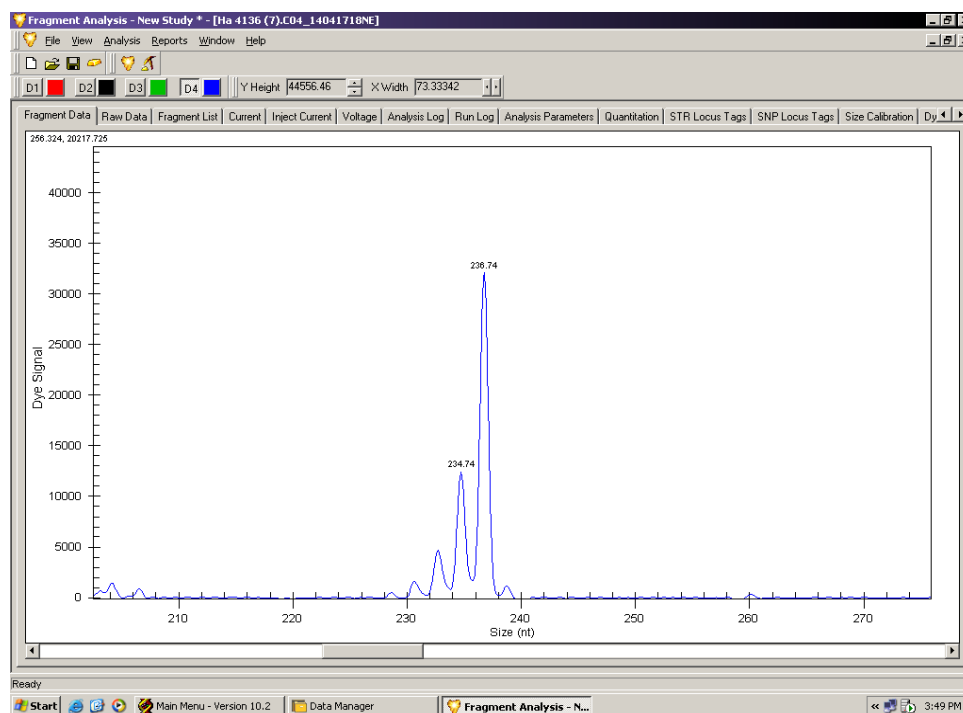 Fragment Analysis - New Study * - [Ha 4136 (7).C04_14041718NE]
File View Analysis Reports Window Help
D1 D2 D3 D4 Y Height 44556.46 X Width 73.33342
Fragment Data Raw Data Fragment List Current Inject Current Voltage Analysis Log Run Log Analysis Parameters Quantitation STR Locus Tags SNP Locus Tags Size Calibration Dy
256.324, 20217.725
40000
35000
30000
25000
20000
15000
10000
5000
0
Dye Signal
236.74
234.74
210 220 230 240 250 260 270
Size (nt)
Ready
Start Main Menu - Version 10.2 Data Manager Fragment Analysis - N... « 3:49 PM